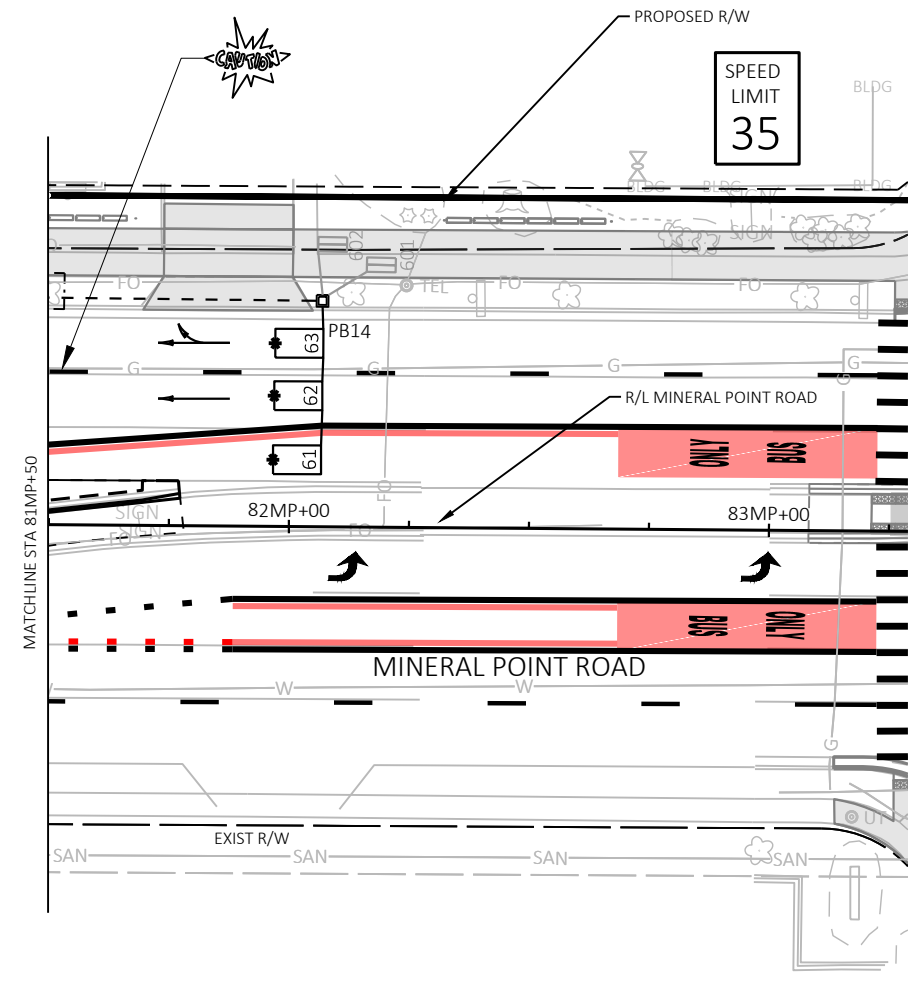 PROPOSED R/W
CAUTION
SPEED
LIMIT
35
BLDG
BLDG
BLDG
BLDG
SIGN
SIGN
602
601
FO
TEL
FO
FO
PB14
63
G
G
G
G
G
62
R/L MINERAL POINT ROAD
61
ONLY
BUS
MATCHLINE STA 81MP+50
FO
SIGN
82MP+00
83MP+00
SIGN
FO
FO
BUS
ONLY
MINERAL POINT ROAD
W
W
G
UT
EXIST R/W
SAN
SAN
SAN
SAN